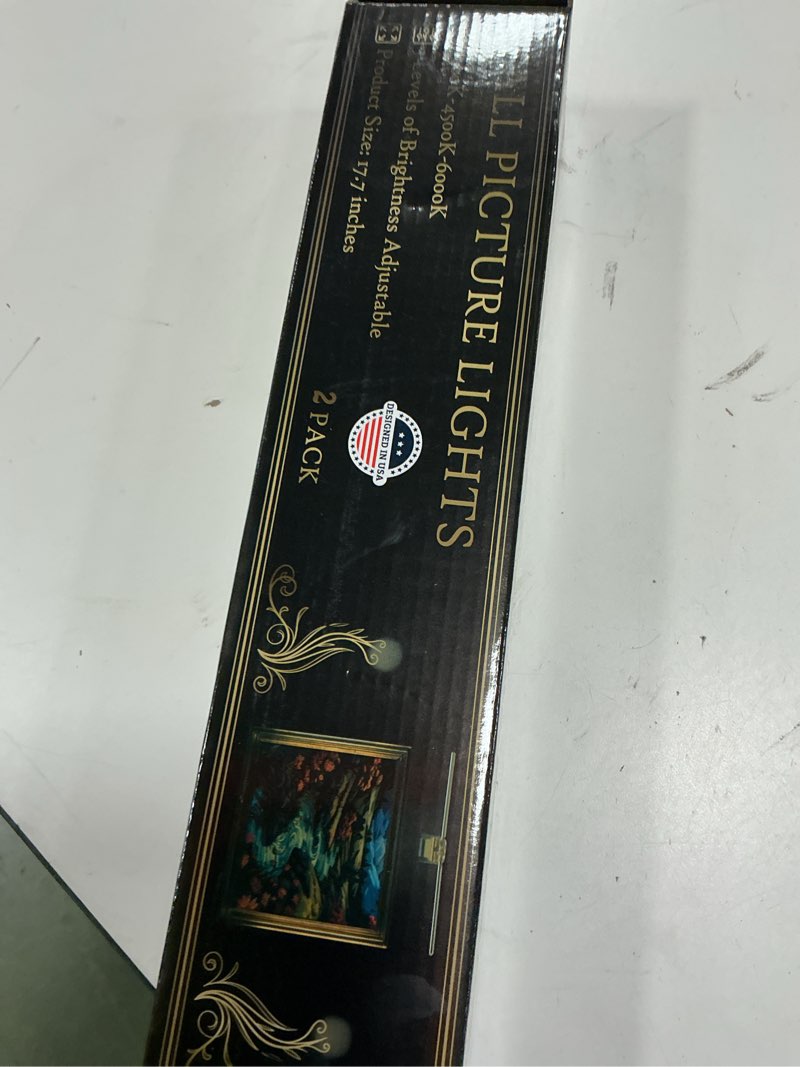 LL PICTURE LIGHTS
K-4500K-6000K
Levels of Brightness Adjustable
Product Size: 17.7 inches
DESIGNED IN USA
2 PACK